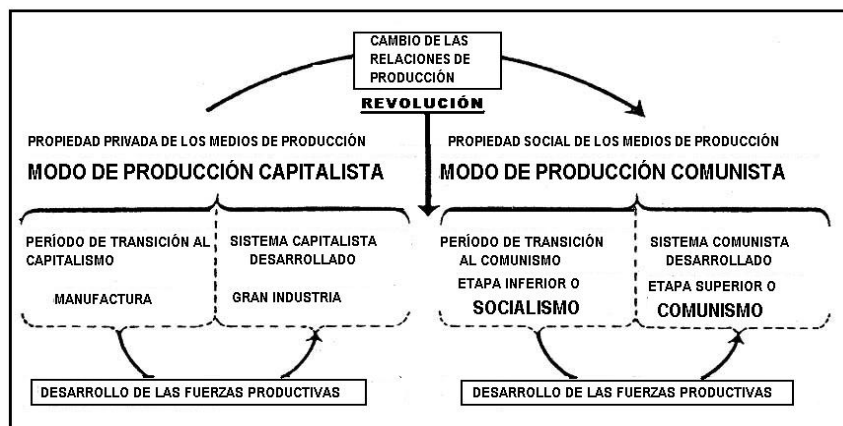 CAMBIO DE LAS
RELACIONES DE
PRODUCCIÓN
REVOLUCIÓN
PROPIEDAD PRIVADA DE LOS MEDIOS DE PRODUCCIÓN
MODO DE PRODUCCIÓN CAPITALISTA
PERÍODO DE TRANSICIÓN AL
CAPITALISMO
MANUFACTURA
SISTEMA CAPITALISTA
DESARROLLADO
GRAN INDUSTRIA
DESARROLLO DE LAS FUERZAS PRODUCTIVAS
PROPIEDAD SOCIAL DE LOS MEDIOS DE PRODUCCIÓN
MODO DE PRODUCCIÓN COMUNISTA
PERÍODO DE TRANSICIÓN
AL COMUNISMO
ETAPA INFERIOR O
SOCIALISMO
SISTEMA COMUNISTA
DESARROLLADO
ETAPA SUPERIOR O
COMUNISMO
DESARROLLO DE LAS FUERZAS PRODUCTIVAS